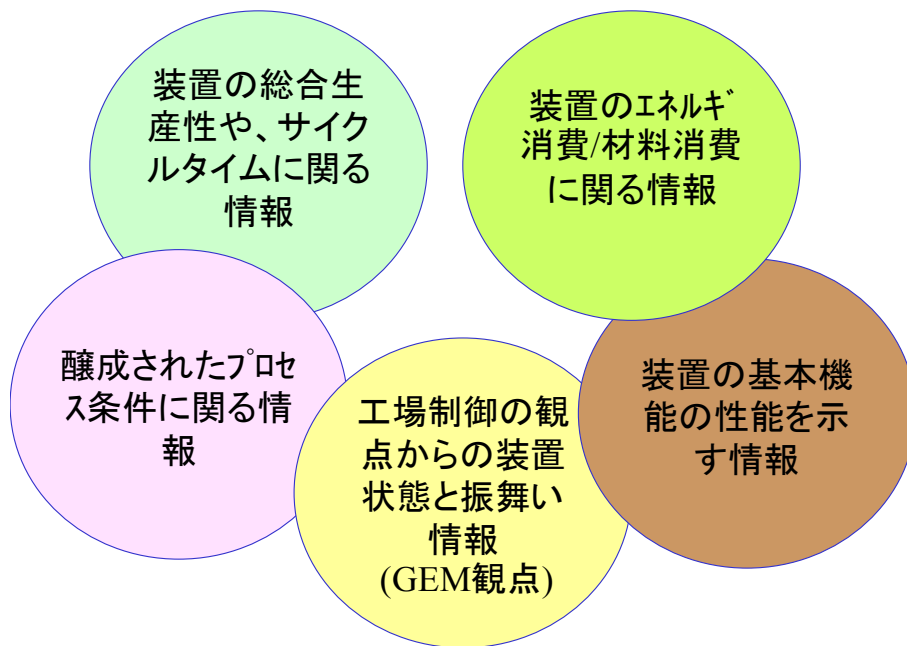 装置の総合生
産性や、サイク
ルタイムに関る
情報
装置のｴﾈﾙｷﾞ
消費/材料消費
に関る情報
醸成されたﾌﾟﾛｾ
ｽ条件に関る情
報
工場制御の観
点からの装置
状態と振舞い
情報
(GEM観点)
装置の基本機
能の性能を示
す情報